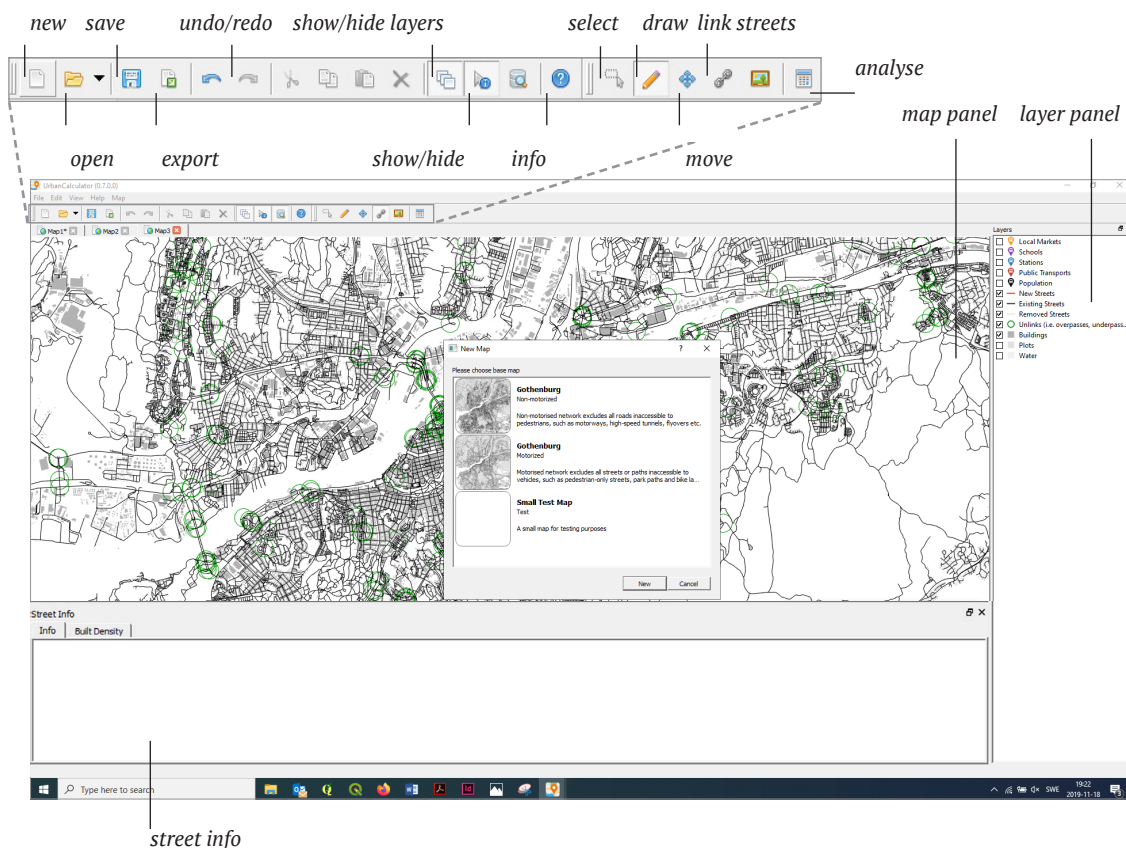 new save undo/redo show/hide layers select draw link streets
analyse
map panel layer panel
open export show/hide info move
UrbanCalculator (0.7.0.0)
File Edit View Help Map
Map1* Map2 Map3
Layers
Local Markets
Schools
Stations
Public Transports
Population
New Streets
Existing Streets
Removed Streets
Unlinks (i.e. overpasses, underpass...
Buildings
Plots
Water
New Map ?
Please choose base map
Gothenburg
Non-motorized
Non-motorised network excludes all roads inaccessible to
pedestrians, such as motorways, high-speed tunnels, flyovers etc.
Gothenburg
Motorized
Motorised network excludes all streets or paths inaccessible to
vehicles, such as pedestrian-only streets, park paths and bike la...
Small Test Map
Test
A small map for testing purposes
New Cancel
Street Info
Info Built Density
Type here to search
SWE
19:22
2019-11-18
street info